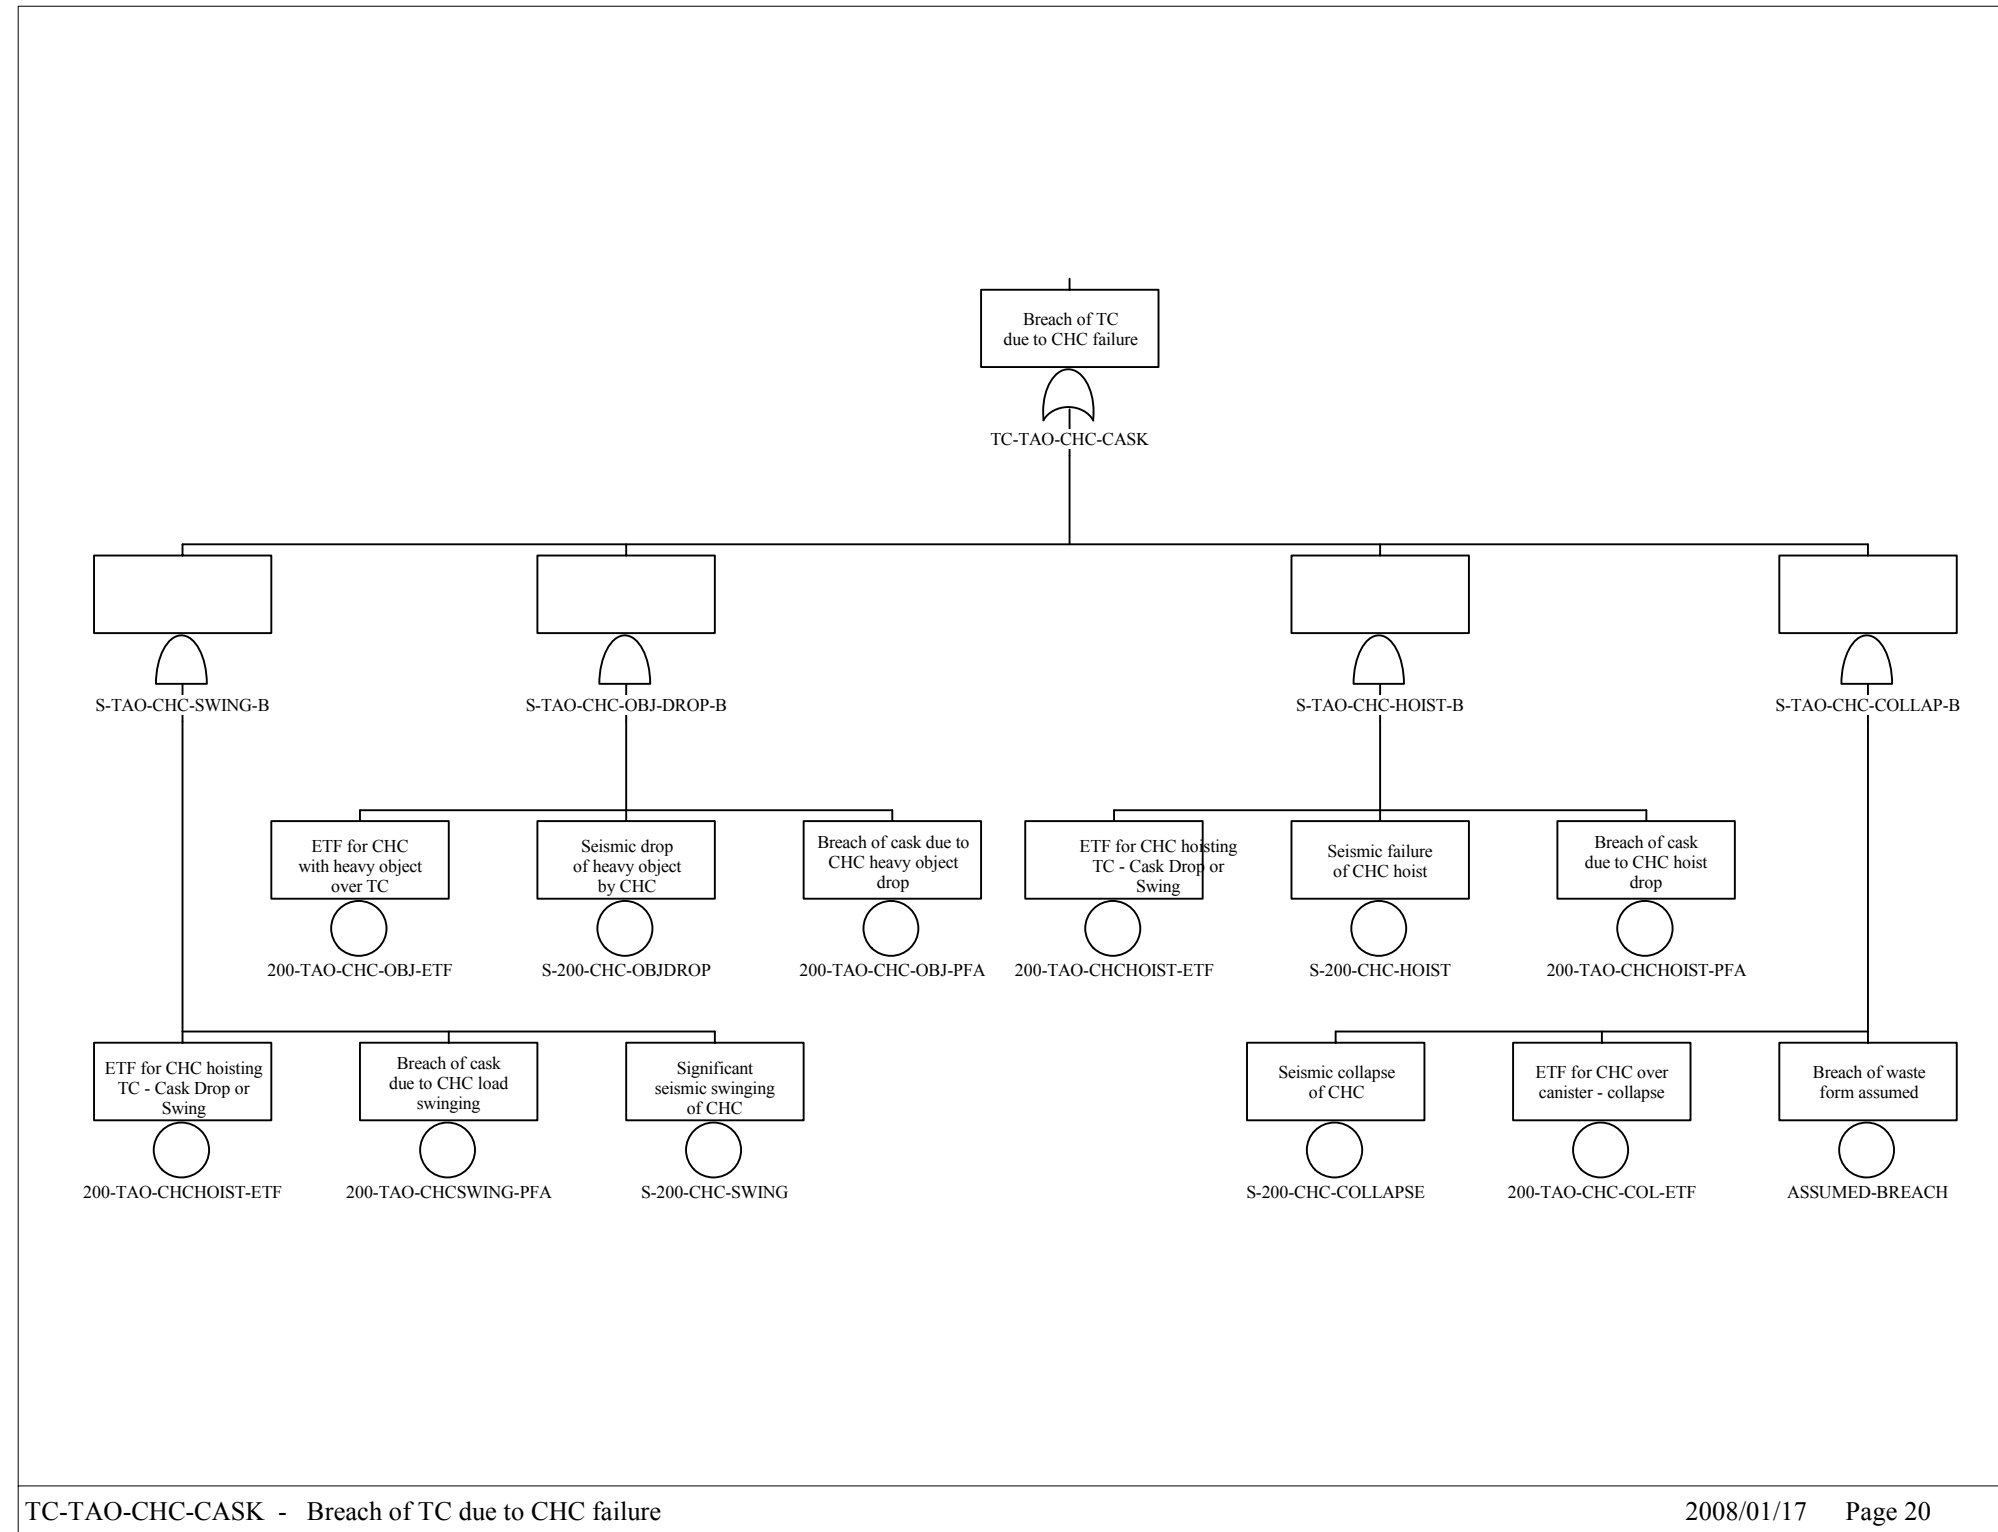 Breach of TC
due to CHC failure
TC-TAO-CHC-CASK
S-TAO-CHC-SWING-B
S-TAO-CHC-OBJ-DROP-B
S-TAO-CHC-HOIST-B
S-TAO-CHC-COLLAP-B
ETF for CHC
with heavy object
over TC
200-TAO-CHC-OBJ-ETF
Seismic drop
of heavy object
by CHC
S-200-CHC-OBJDROP
Breach of cask due to
CHC heavy object
drop
200-TAO-CHC-OBJ-PFA
ETF for CHC hoisting
TC - Cask Drop or
Swing
200-TAO-CHCHOIST-ETF
Seismic failure
of CHC hoist
S-200-CHC-HOIST
Breach of cask
due to CHC hoist
drop
200-TAO-CHCHOIST-PFA
ETF for CHC hoisting
TC - Cask Drop or
Swing
200-TAO-CHCHOIST-ETF
Breach of cask
due to CHC load
swinging
200-TAO-CHCSWING-PFA
Significant
seismic swinging
of CHC
S-200-CHC-SWING
Seismic collapse
of CHC
S-200-CHC-COLLAPSE
ETF for CHC over
canister - collapse
200-TAO-CHC-COL-ETF
Breach of waste
form assumed
ASSUMED-BREACH
TC-TAO-CHC-CASK - Breach of TC due to CHC failure
2008/01/17 Page 20